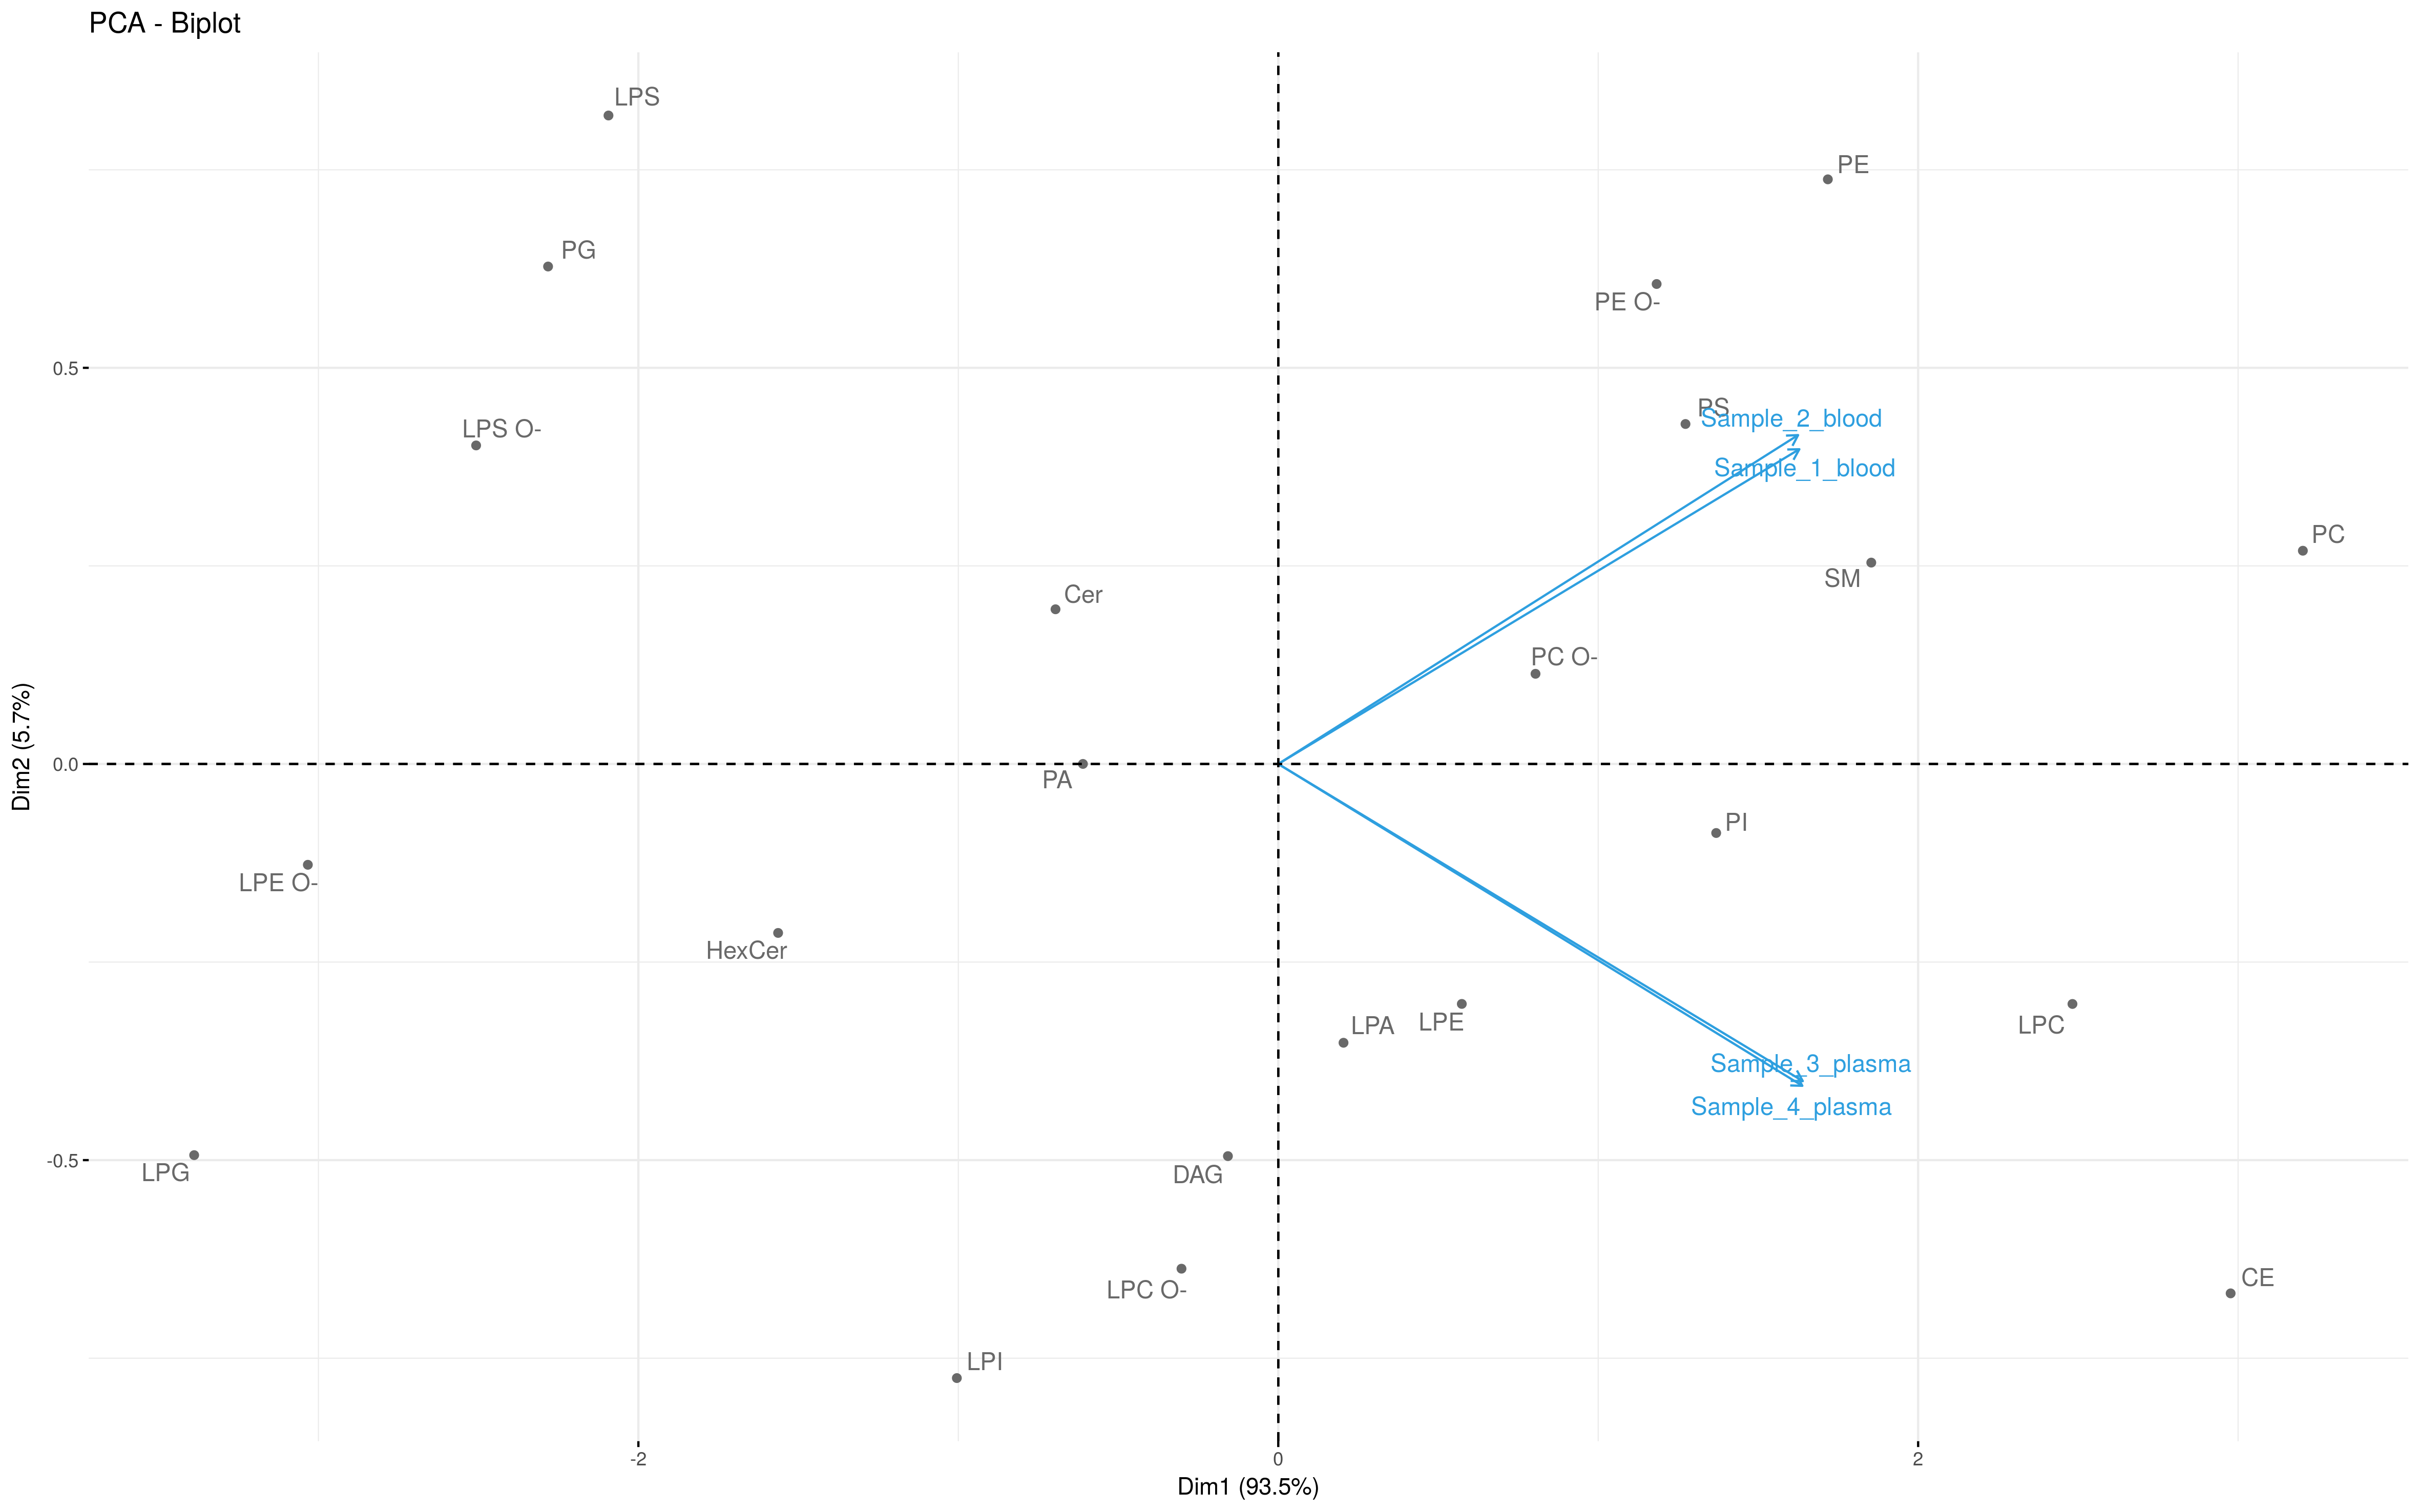 PCA - Biplot
LPS
PE
PG
PE O-
0.5
PS
Sample_2_blood
LPS O-
Sample_1_blood
PC
SM
Cer
PC O-
0.0
PA
PI
LPE O-
HexCer
LPA
LPE
LPC
Sample_3_plasma
Sample_4_plasma
-0.5
LPG
DAG
CE
LPC O-
LPI
-2
0
2
Dim1 (93.5%)
Dim2 (5.7%)